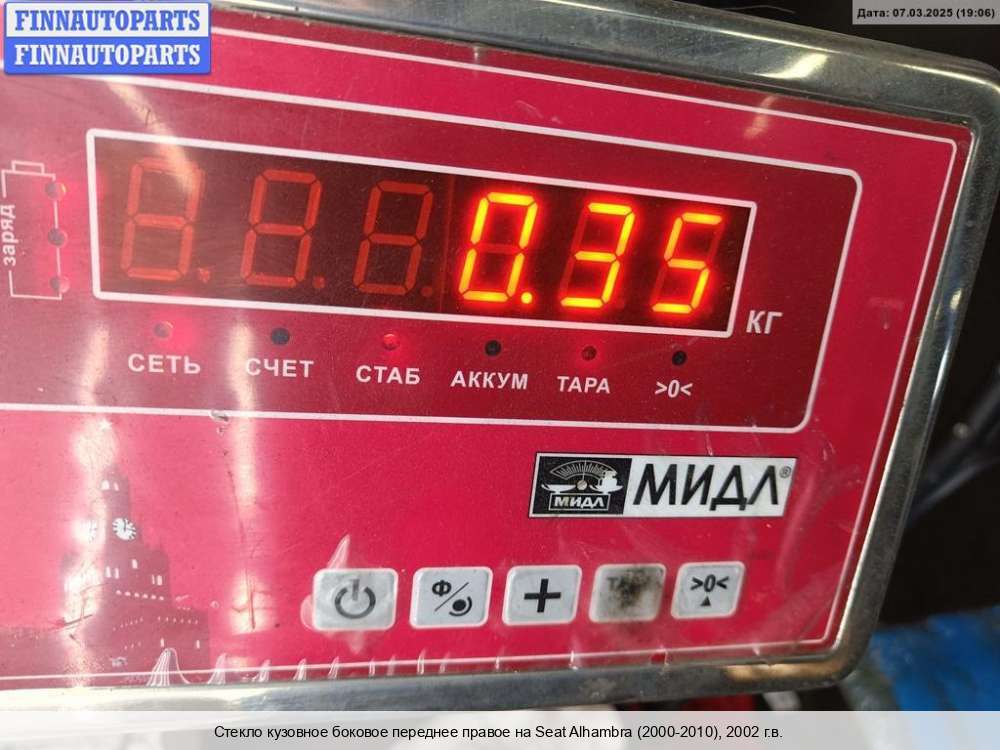 FINNAUTOPARTS
FINNAUTOPARTS
Дата: 07.03.2025 (19:06)
заряд
0.35
КГ
СЕТЬ СЧЕТ СТАБ АККУМ ТАРА >0<
МИДЛ МИДЛ®
Ф
+
>0<
Стекло кузовное боковое переднее правое на Seat Alhambra (2000-2010), 2002 г.в.